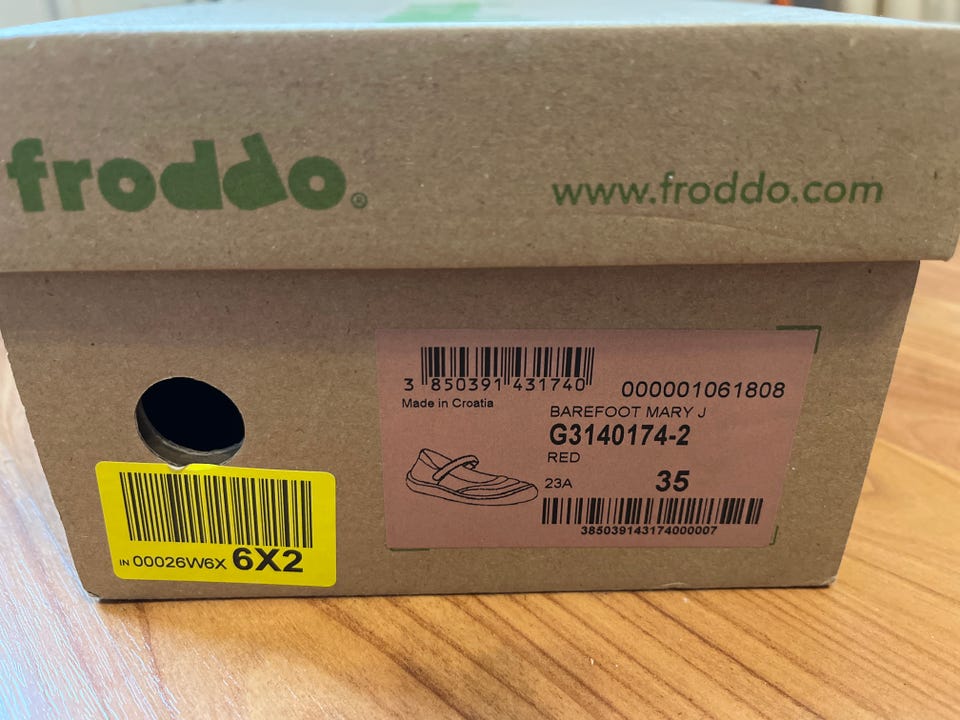 froddo®
www.froddo.com
3 850391 431740
000001061808
Made in Croatia
BAREFOOT MARY J
G3140174-2
RED
23A 35
385039143174000007
IN 00026W6X 6X2